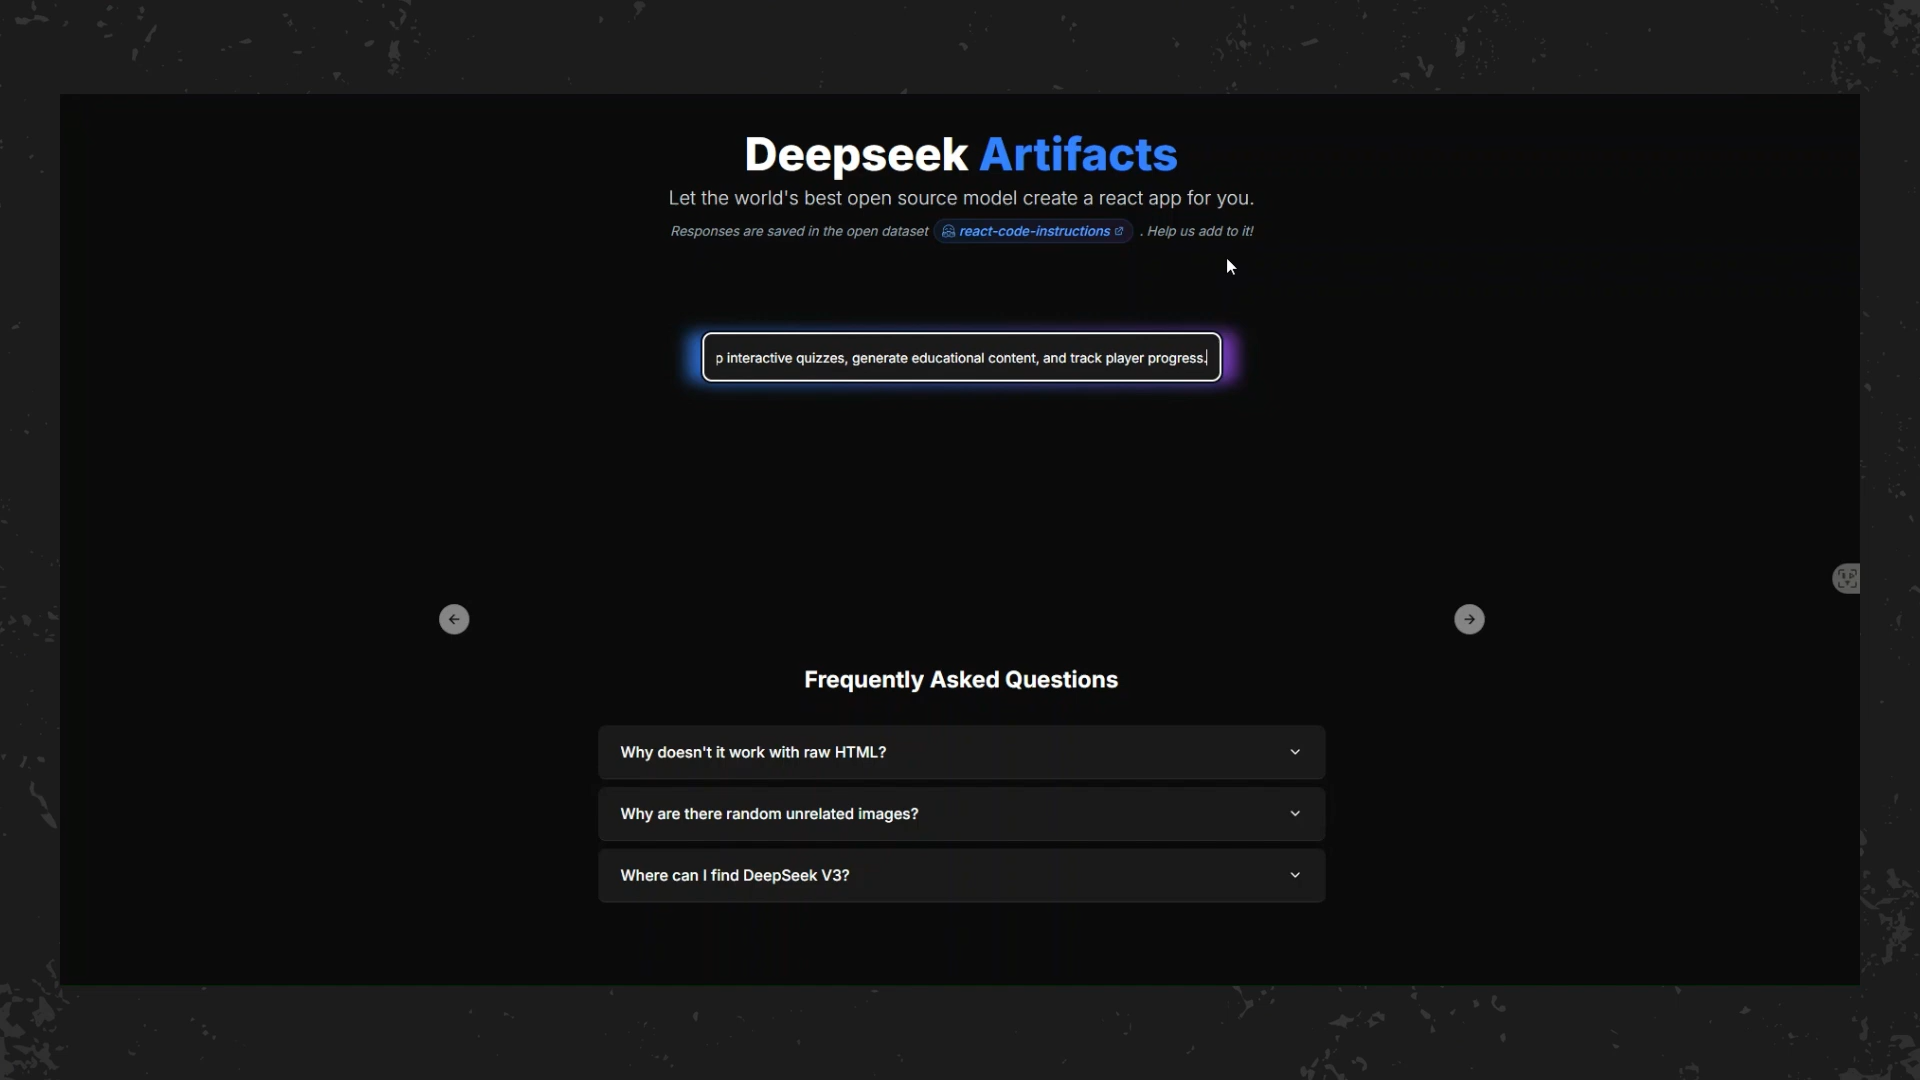 Deepseek Artifacts
Let the world's best open source model create a react app for you.
Responses are saved in the open dataset react-code-instructions . Help us add to it!
p interactive quizzes, generate educational content, and track player progress.
Frequently Asked Questions
Why doesn't it work with raw HTML?
Why are there random unrelated images?
Where can I find DeepSeek V3?